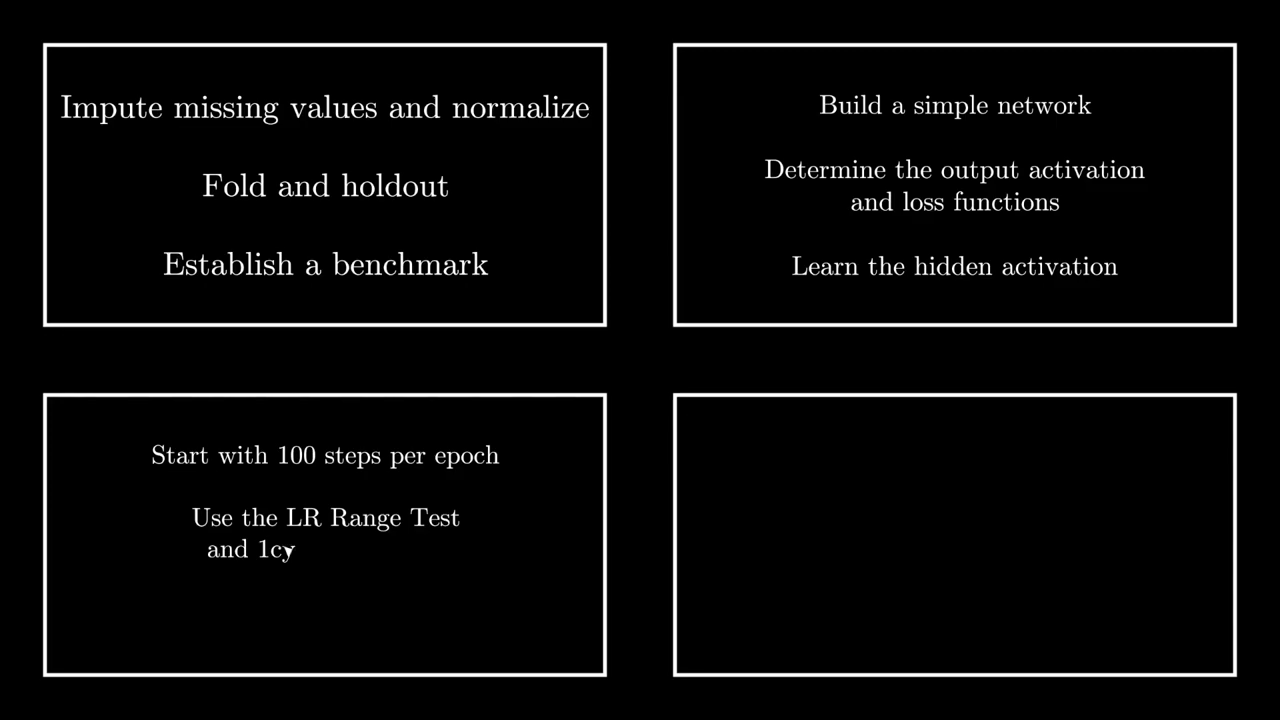 Impute missing values and normalize
Fold and holdout
Establish a benchmark
Build a simple network
Determine the output activation
and loss functions
Learn the hidden activation
Start with 100 steps per epoch
Use the LR Range Test
and 1cy